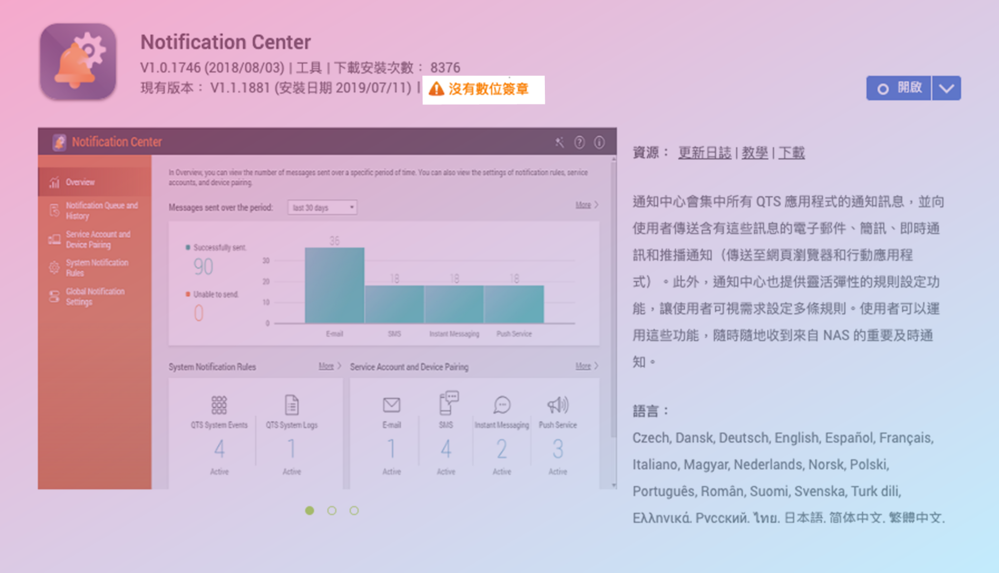 Notification Center
V1.0.1746 (2018/08/03) | 工具 | 下載安裝次數： 8376
現有版本： V1.1.1881 (安裝日期 2019/07/11) |
沒有數位簽章
開啟
Notification Center
Overview
Notification Queue and
History
Service Account and
Device Pairing
System Notification
Rules
Global Notification
Settings
In Overview, you can view the number of messages sent over a specific period of time. You can also view the settings of notification rules, service
accounts, and device pairing.
Messages sent over the period:
last 30 days
More
Successfully sent.
90
Unable to send.
0
30
20
10
0
36
18
18
18
E-mail
SMS
Instant Messaging
Push Service
System Notification Rules
More
QTS System Events
4
Active
QTS System Logs
1
Active
Service Account and Device Pairing
More
E-mail
1
Active
SMS
4
Active
Instant Messaging
2
Active
Push Service
3
Active
資源： 更新日誌 | 教學 | 下載
通知中心會集中所有 QTS 應用程式的通知訊息，並向
使用者傳送含有這些訊息的電子郵件、簡訊、即時通
訊和推播通知（傳送至網頁瀏覽器和行動應用程
式）。此外，通知中心也提供靈活彈性的規則設定功
能，讓使用者可視需求設定多條規則。使用者可以運
用這些功能，隨時隨地收到來自 NAS 的重要及時通
知。
語言：
Czech, Dansk, Deutsch, English, Español, Français,
Italiano, Magyar, Nederlands, Norsk, Polski,
Português, Român, Suomi, Svenska, Turk dili,
Ελληνικά, Русский, ไทย, 日本語, 简体中文, 繁體中文,